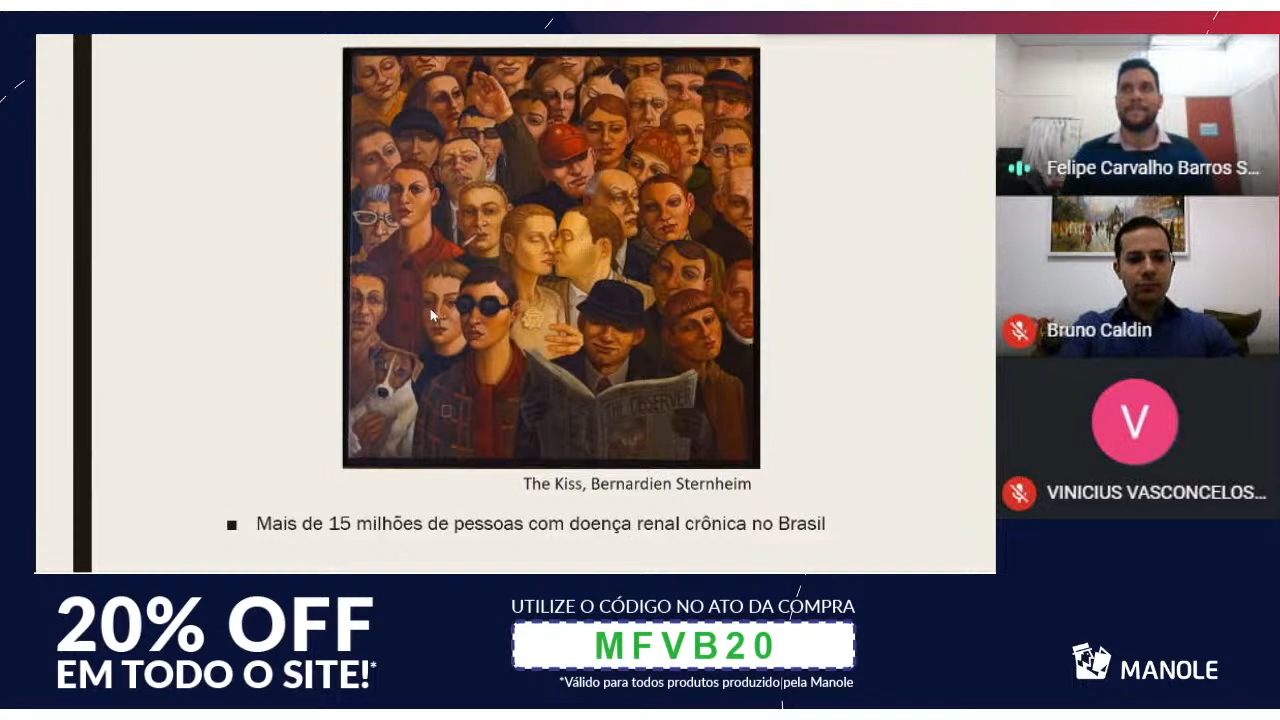 THE OBSERVER
The Kiss, Bernardien Sternheim
■ Mais de 15 milhões de pessoas com doença renal crônica no Brasil
Felipe Carvalho Barros S...
Bruno Caldin
V
VINICIUS VASCONCELOS...
20% OFF
EM TODO O SITE!*
UTILIZE O CÓDIGO NO ATO DA COMPRA
MFVB20
*Válido para todos produtos produzido pela Manole
MANOLE